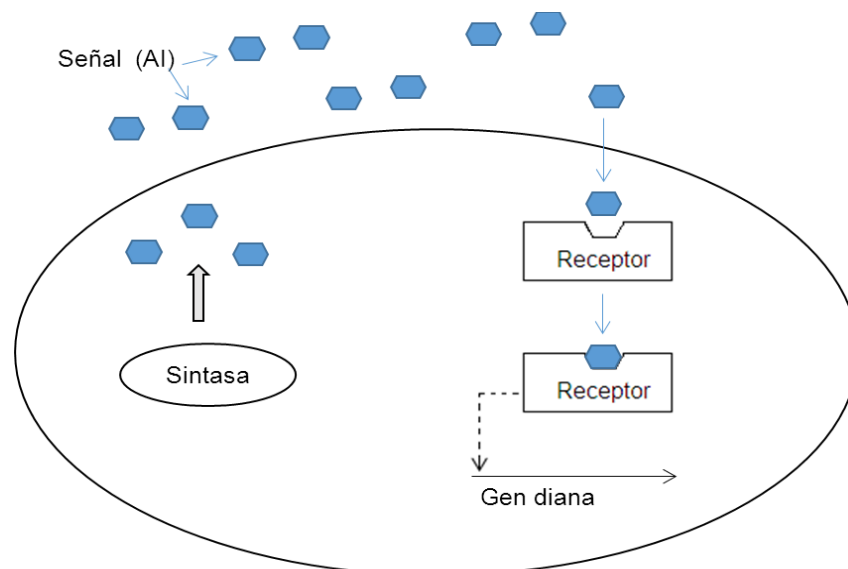 Señal (AI)
Receptor
Sintasa
Receptor
Gen diana